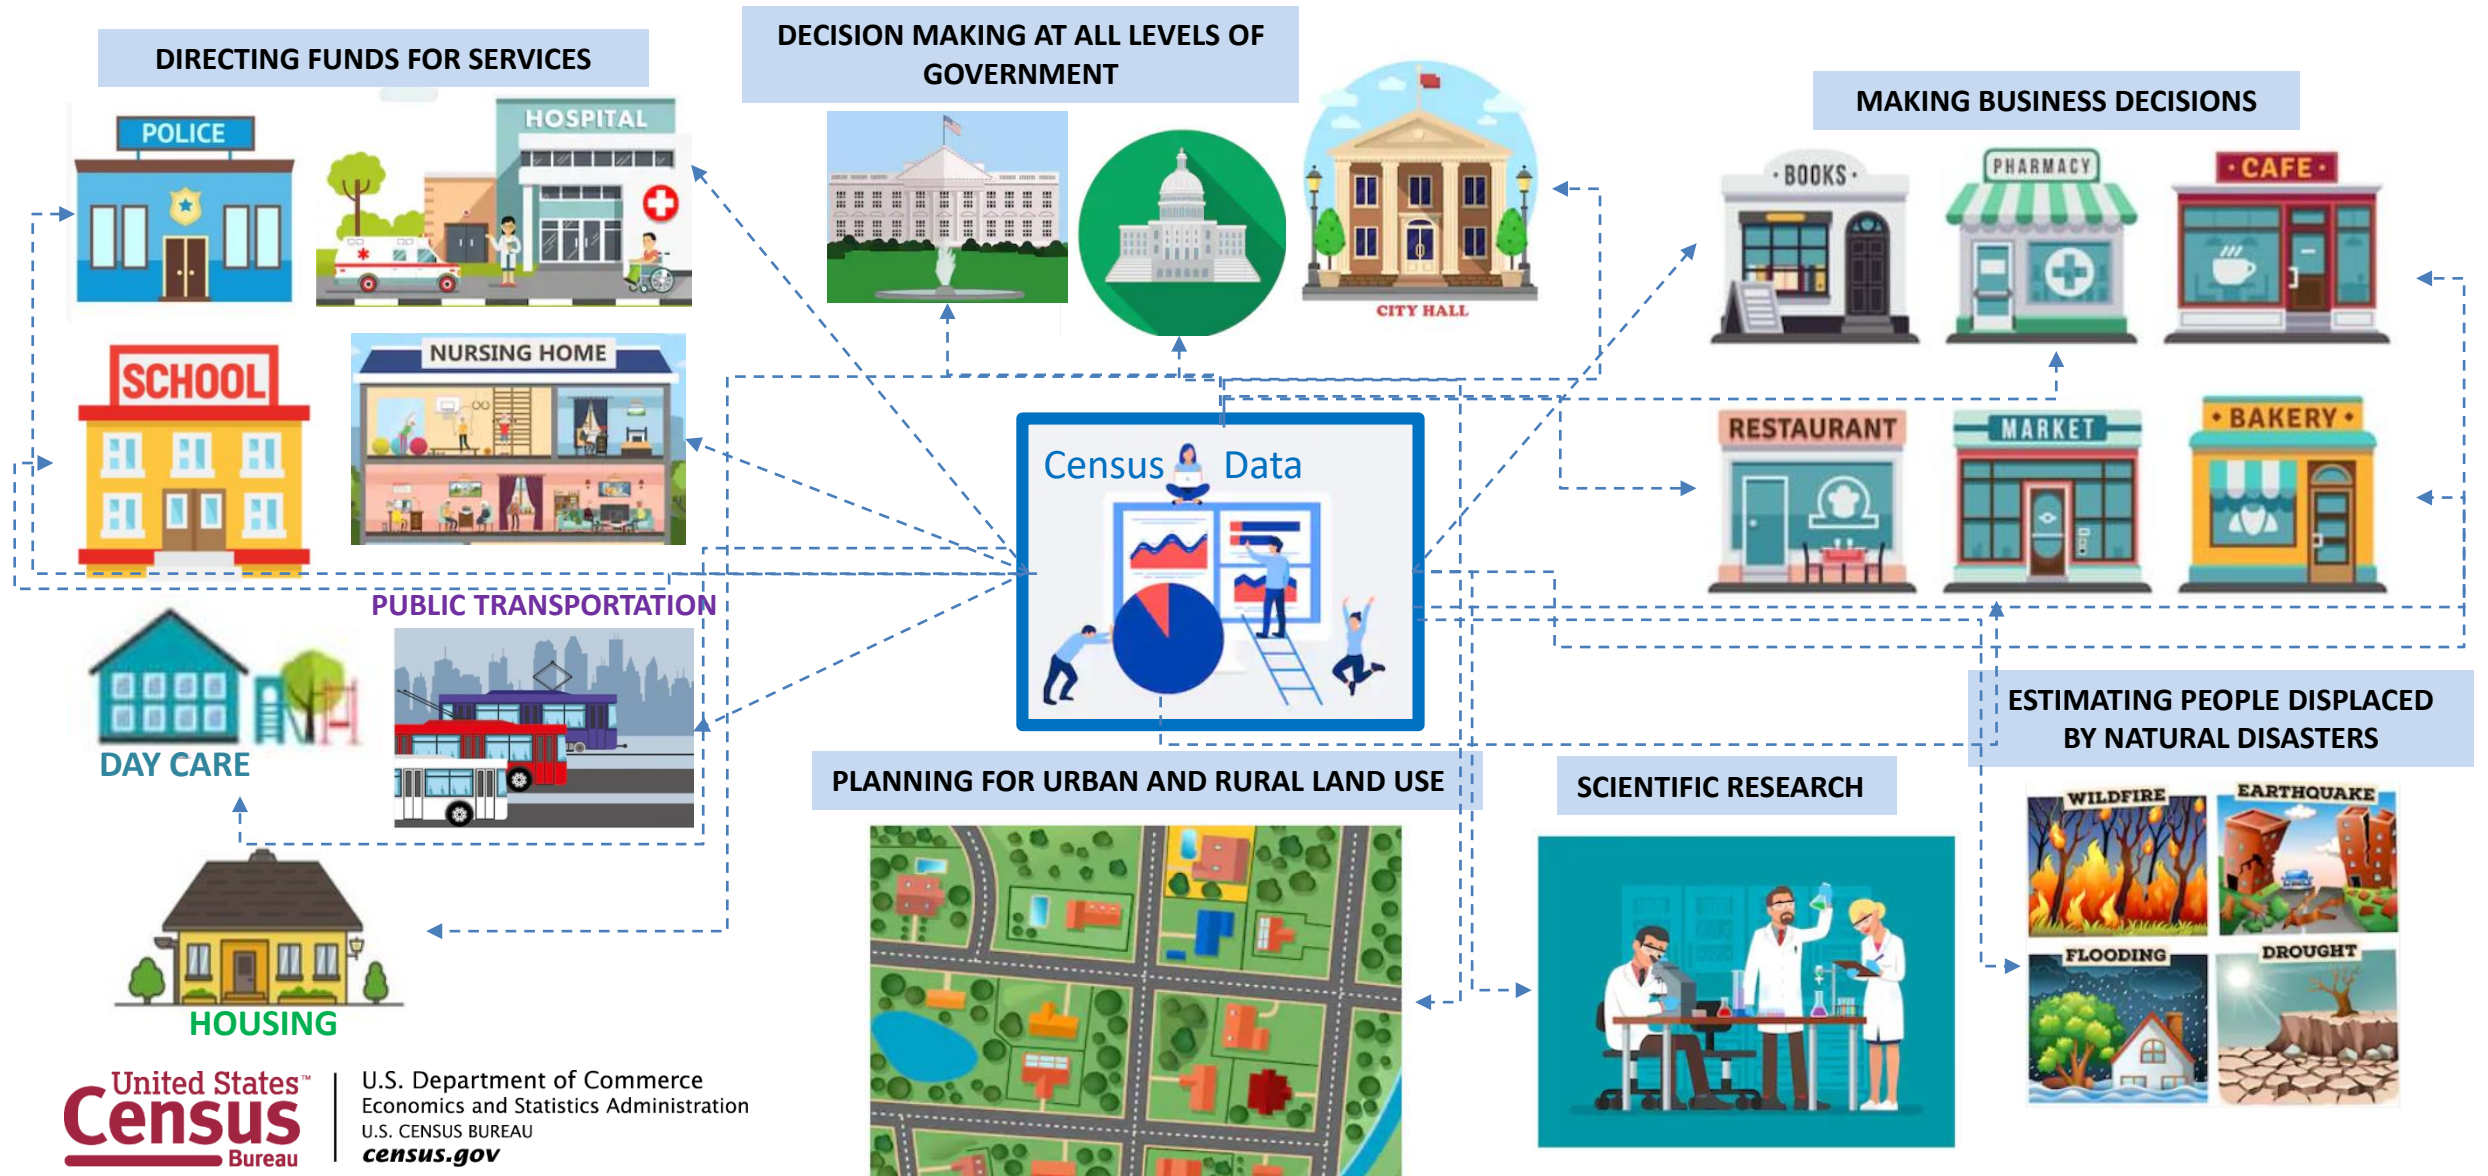 DIRECTING FUNDS FOR SERVICES
POLICE
HOSPITAL
SCHOOL
NURSING HOME
PUBLIC TRANSPORTATION
DAY CARE
HOUSING
DECISION MAKING AT ALL LEVELS OF
GOVERNMENT
CITY HALL
MAKING BUSINESS DECISIONS
• BOOKS •
PHARMACY
• CAFE •
RESTAURANT
MARKET
• BAKERY •
Census Data
PLANNING FOR URBAN AND RURAL LAND USE
SCIENTIFIC RESEARCH
ESTIMATING PEOPLE DISPLACED
BY NATURAL DISASTERS
WILDFIRE
EARTHQUAKE
FLOODING
DROUGHT
United States™
Census
Bureau
U.S. Department of Commerce
Economics and Statistics Administration
U.S. CENSUS BUREAU
census.gov